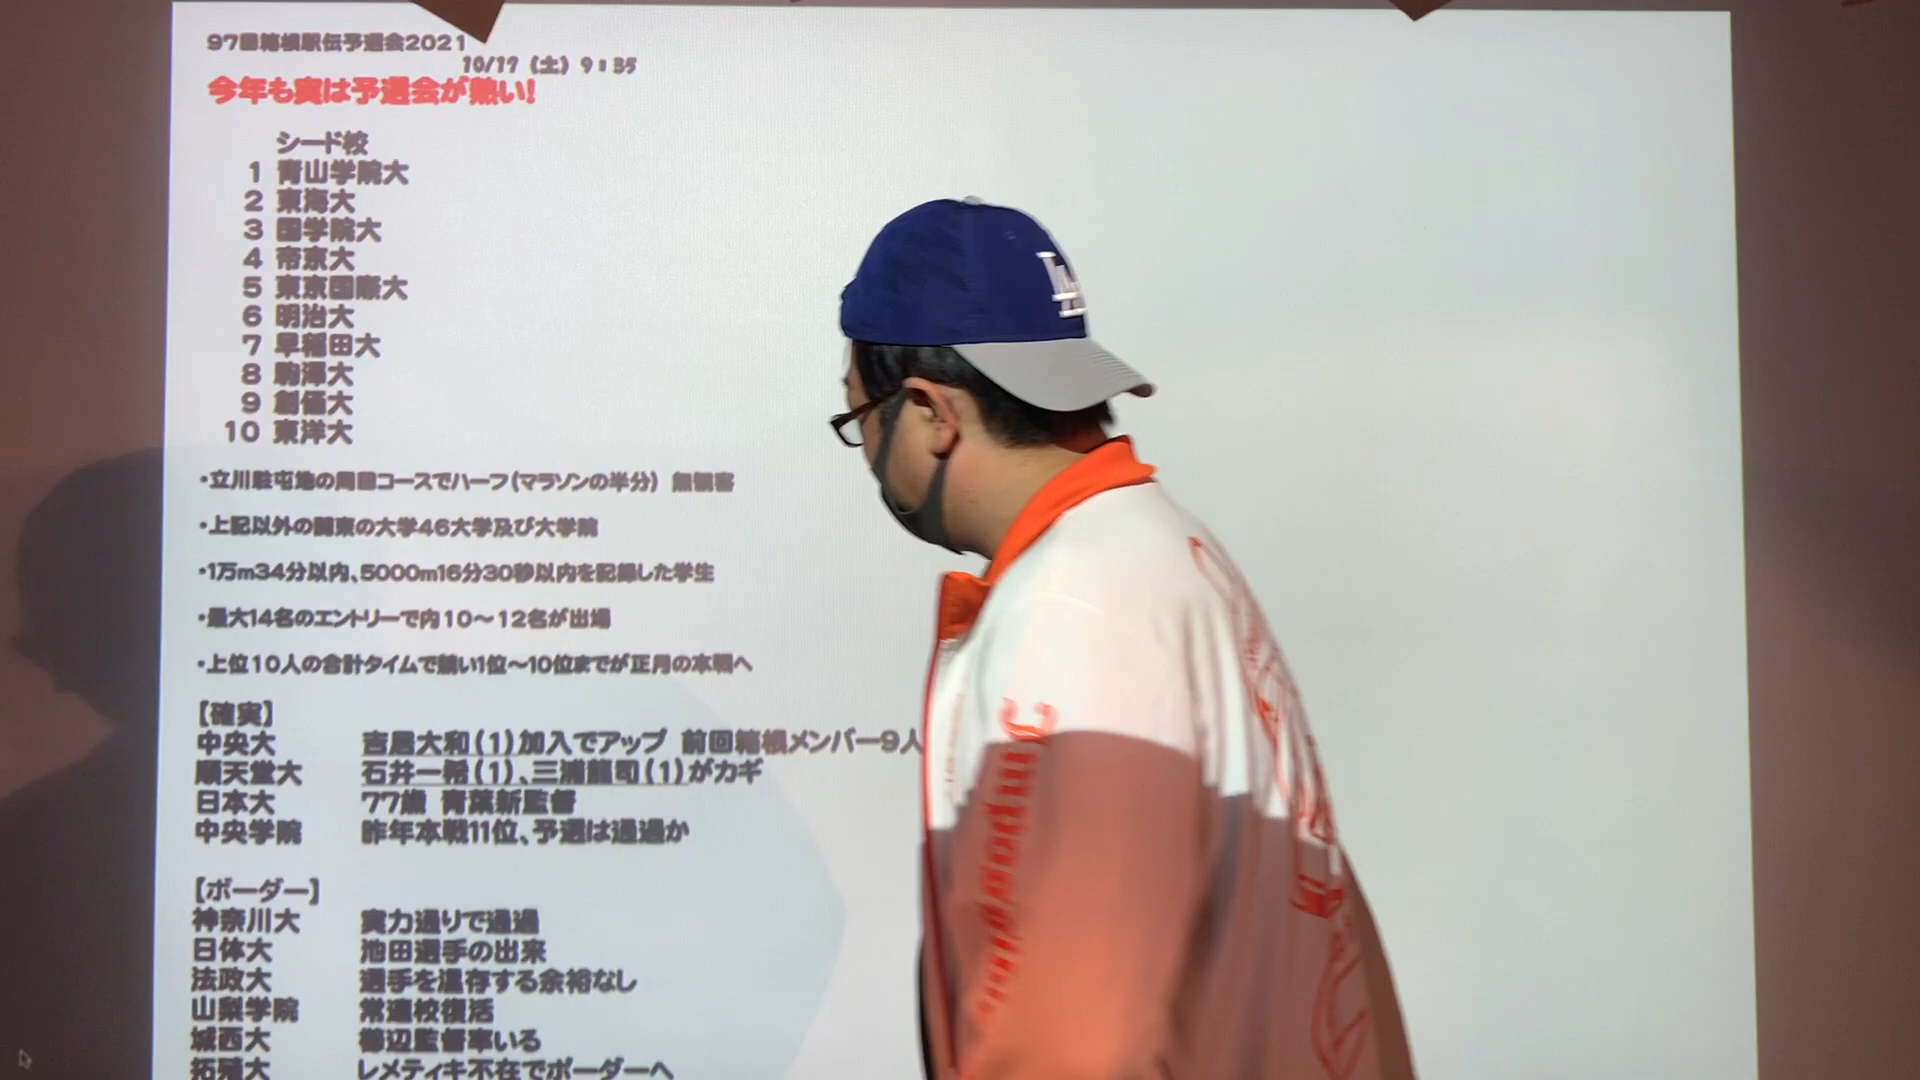 97回箱根駅伝予選会2021
10/17（土）9：35
今年も実は予選会が熱い！
シード校
1 青山学院大
2 東海大
3 国学院大
4 帝京大
5 東京国際大
6 明治大
7 早稲田大
8 駒澤大
9 創価大
10 東洋大
・立川駐屯地の周回コースでハーフ（マラソンの半分） 無観客
・上記以外の関東の大学46大学及び大学院
・1万m34分以内、5000m16分30秒以内を記録した学生
・最大14名のエントリーで内10～12名が出場
・上位10人の合計タイムで競い1位～10位までが正月の本戦へ
【確実】
中央大 吉居大和（1）加入でアップ 前回箱根メンバー9人
順天堂大 石井一希（1）、三浦龍司（1）がカギ
日本大 77歳 青葉新監督
中央学院 昨年本戦11位、予選は通過か
【ボーダー】
神奈川大 実力通りで通過
日体大 池田選手の出来
法政大 選手を温存する余裕なし
山梨学院 常連校復活
城西大 櫛辺監督率いる
拓殖大 レメティキ不在でボーダーへ
LA